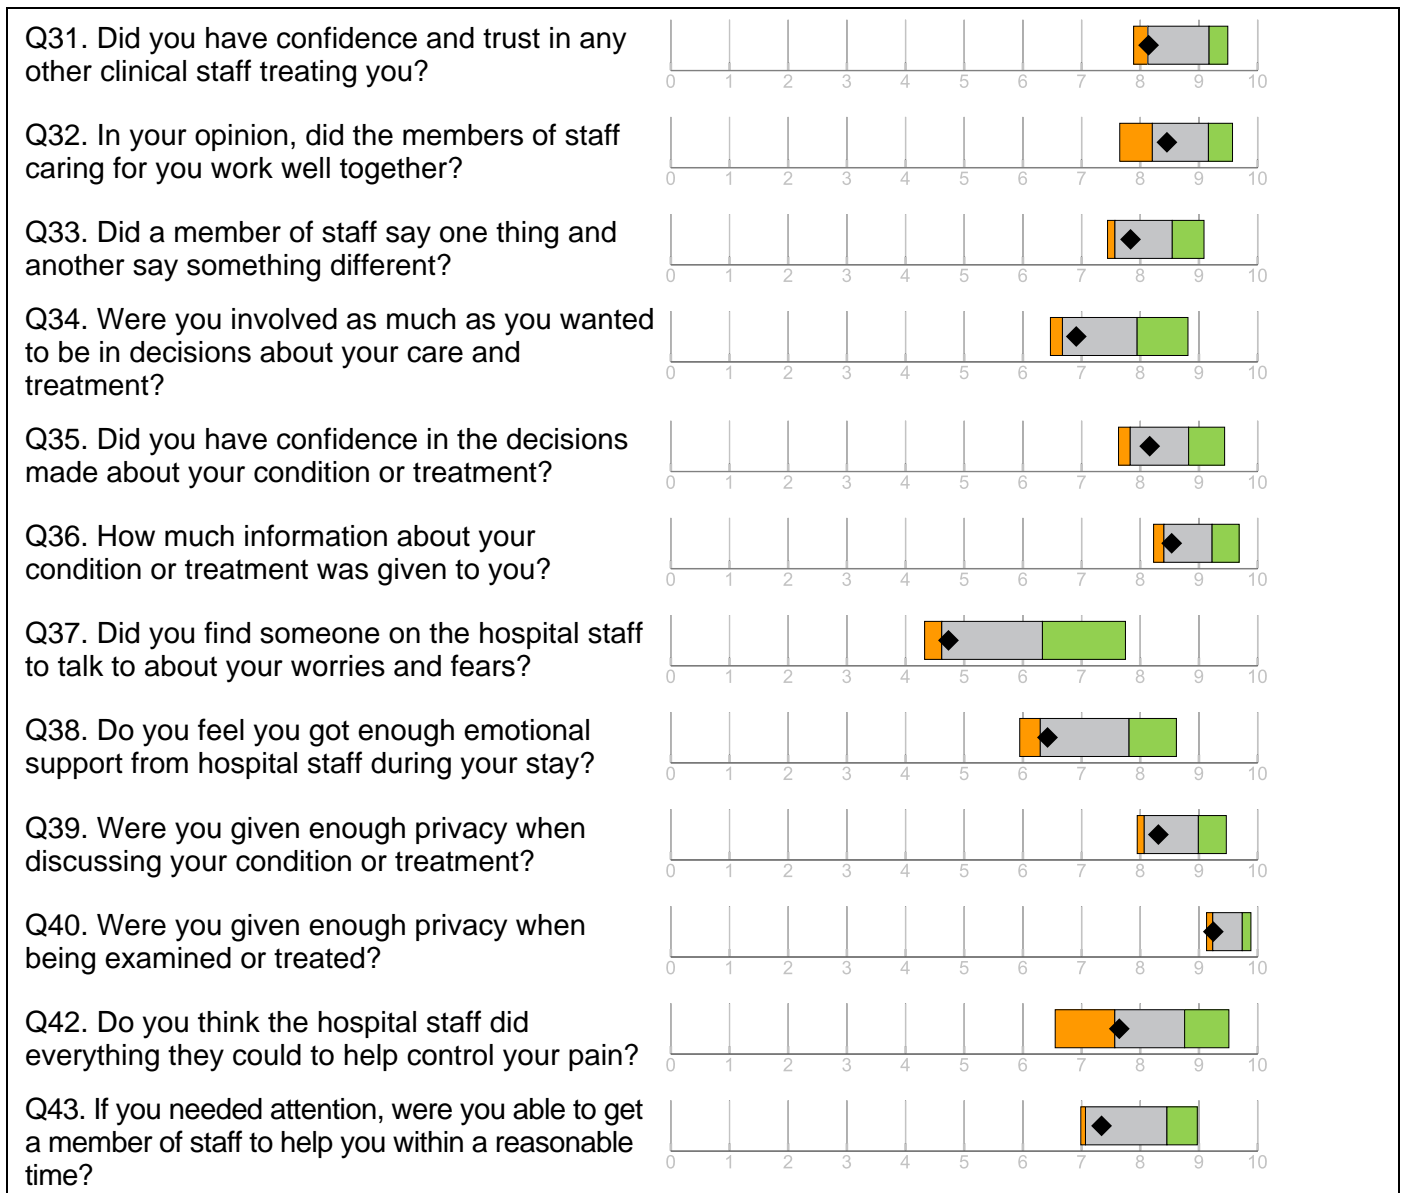 Q31. Did you have confidence and trust in any
other clinical staff treating you?
0 1 2 3 4 5 6 7 8 9 10
Q32. In your opinion, did the members of staff
caring for you work well together?
0 1 2 3 4 5 6 7 8 9 10
Q33. Did a member of staff say one thing and
another say something different?
0 1 2 3 4 5 6 7 8 9 10
Q34. Were you involved as much as you wanted
to be in decisions about your care and
treatment?
0 1 2 3 4 5 6 7 8 9 10
Q35. Did you have confidence in the decisions
made about your condition or treatment?
0 1 2 3 4 5 6 7 8 9 10
Q36. How much information about your
condition or treatment was given to you?
0 1 2 3 4 5 6 7 8 9 10
Q37. Did you find someone on the hospital staff
to talk to about your worries and fears?
0 1 2 3 4 5 6 7 8 9 10
Q38. Do you feel you got enough emotional
support from hospital staff during your stay?
0 1 2 3 4 5 6 7 8 9 10
Q39. Were you given enough privacy when
discussing your condition or treatment?
0 1 2 3 4 5 6 7 8 9 10
Q40. Were you given enough privacy when
being examined or treated?
0 1 2 3 4 5 6 7 8 9 10
Q42. Do you think the hospital staff did
everything they could to help control your pain?
0 1 2 3 4 5 6 7 8 9 10
Q43. If you needed attention, were you able to get
a member of staff to help you within a reasonable
time?
0 1 2 3 4 5 6 7 8 9 10